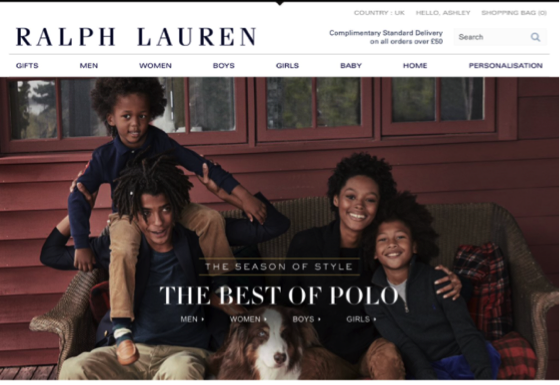 COUNTRY : UK HELLO, ASHLEY SHOPPING BAG (0)
RALPH LAUREN
Complimentary Standard Delivery
on all orders over £50
Search
GIFTS MEN WOMEN BOYS GIRLS BABY HOME PERSONALISATION
THE SEASON OF STYLE
THE BEST OF POLO
MEN WOMEN BOYS GIRLS